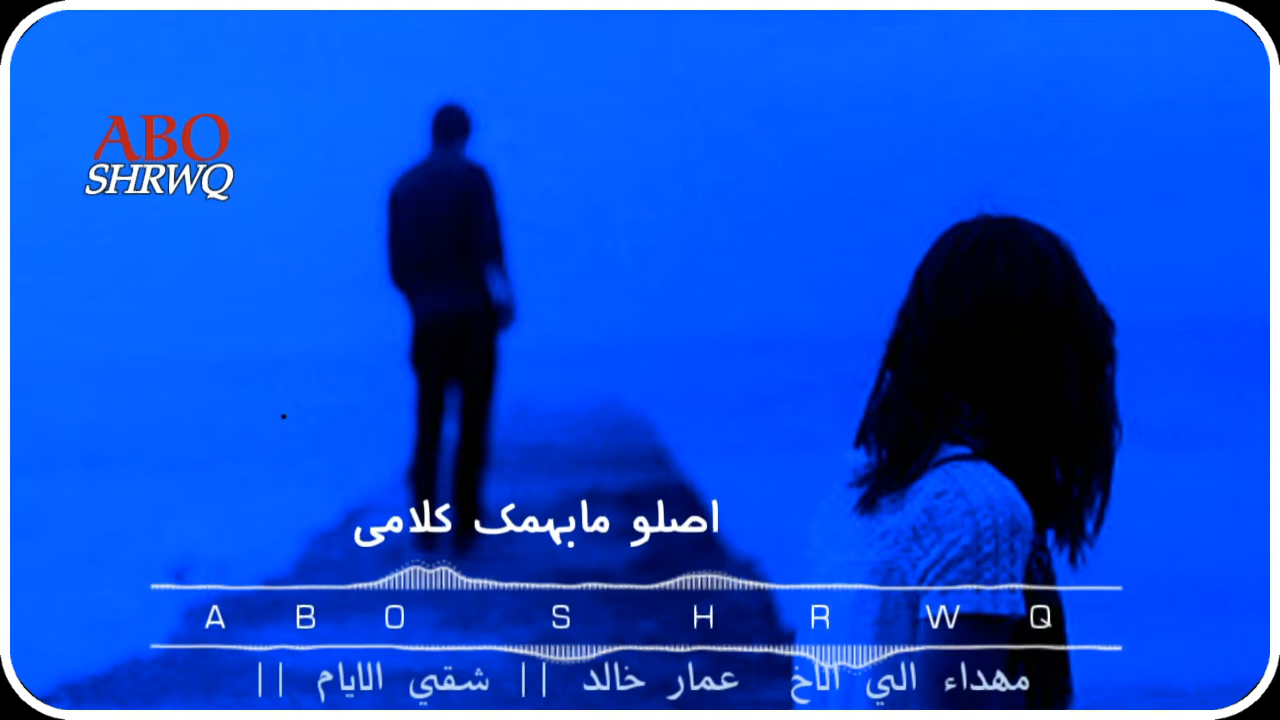 ABO
SHRWQ
اصلو مابهمک کلامی
A B O S H R W Q
مهداء الي الاخ عمار خالد || شقي الايام ||